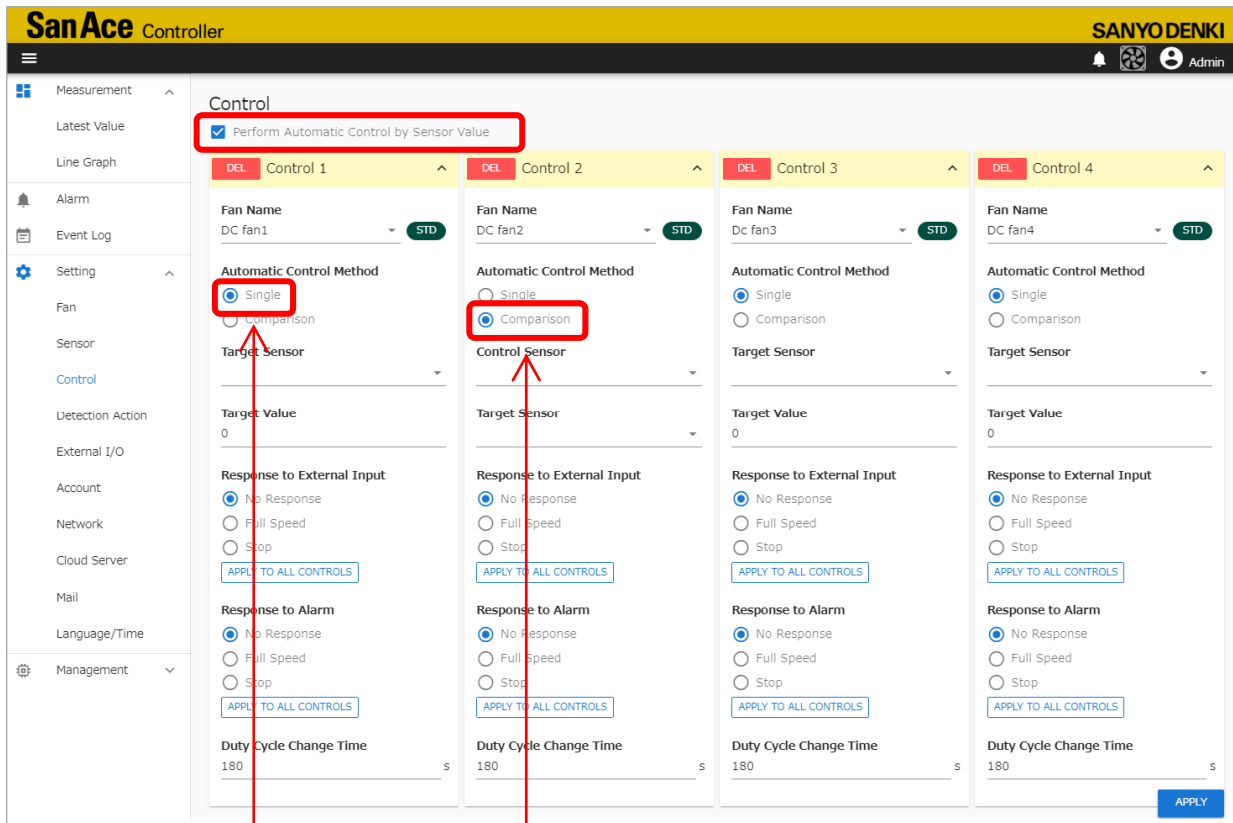 San Ace Controller
SANYO DENKI
Admin
Measurement
Latest Value
Line Graph
Alarm
Event Log
Setting
Fan
Sensor
Control
Detection Action
External I/O
Account
Network
Cloud Server
Mail
Language/Time
Management
Control
Perform Automatic Control by Sensor Value
DEL Control 1
Fan Name
DC fan1 STD
Automatic Control Method
Single
Comparison
Target Sensor
Target Value
0
Response to External Input
No Response
Full Speed
Stop
APPLY TO ALL CONTROLS
Response to Alarm
No Response
Full Speed
Stop
APPLY TO ALL CONTROLS
Duty Cycle Change Time
180 s
DEL Control 2
Fan Name
DC fan2 STD
Automatic Control Method
Single
Comparison
Control Sensor
Target Sensor
Response to External Input
No Response
Full Speed
Stop
APPLY TO ALL CONTROLS
Response to Alarm
No Response
Full Speed
Stop
APPLY TO ALL CONTROLS
Duty Cycle Change Time
180 s
DEL Control 3
Fan Name
Dc fan3 STD
Automatic Control Method
Single
Comparison
Target Sensor
Target Value
0
Response to External Input
No Response
Full Speed
Stop
APPLY TO ALL CONTROLS
Response to Alarm
No Response
Full Speed
Stop
APPLY TO ALL CONTROLS
Duty Cycle Change Time
180 s
DEL Control 4
Fan Name
DC fan4 STD
Automatic Control Method
Single
Comparison
Target Sensor
Target Value
0
Response to External Input
No Response
Full Speed
Stop
APPLY TO ALL CONTROLS
Response to Alarm
No Response
Full Speed
Stop
APPLY TO ALL CONTROLS
Duty Cycle Change Time
180 s
APPLY